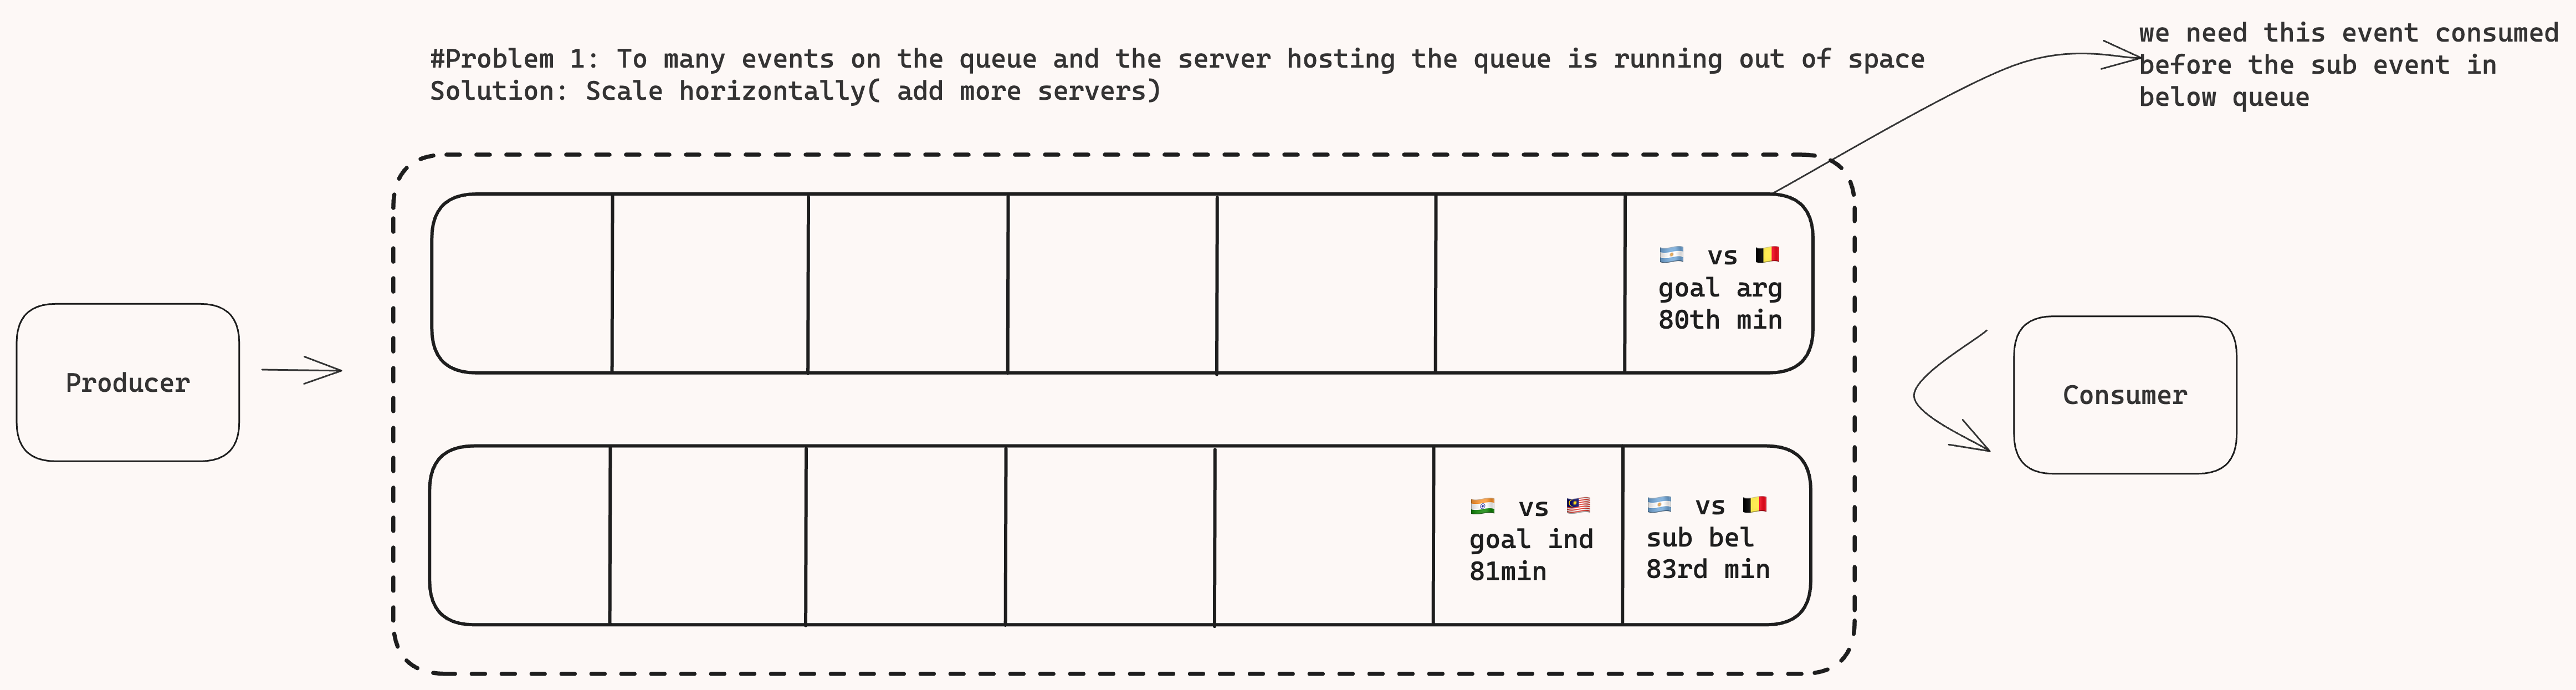 #Problem 1: To many events on the queue and the server hosting the queue is running out of space
Solution: Scale horizontally( add more servers)
we need this event consumed
before the sub event in
below queue
🇦🇷 vs 🇧🇪
goal arg
80th min
Producer
Consumer
🇮🇳 vs 🇲🇾
goal ind
81min
🇦🇷 vs 🇧🇪
sub bel
83rd min